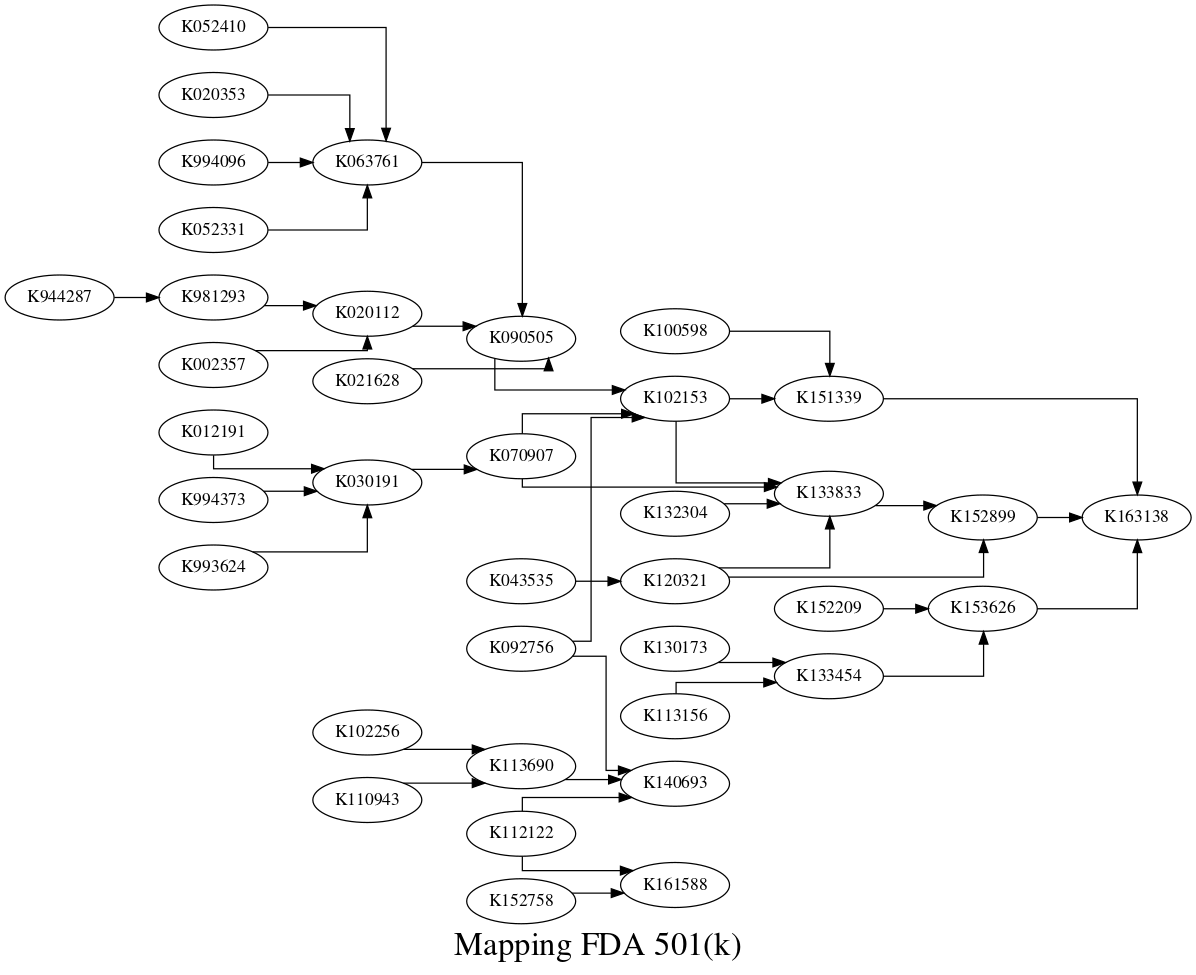 K052410
K020353
K994096
K063761
K052331
K944287
K981293
K020112
K090505
K100598
K002357
K021628
K102153
K151339
K012191
K070907
K030191
K994373
K133833
K132304
K152899
K163138
K993624
K043535
K120321
K152209
K153626
K092756
K130173
K133454
K113156
K102256
K113690
K140693
K110943
K112122
K161588
K152758
Mapping FDA 501(k)